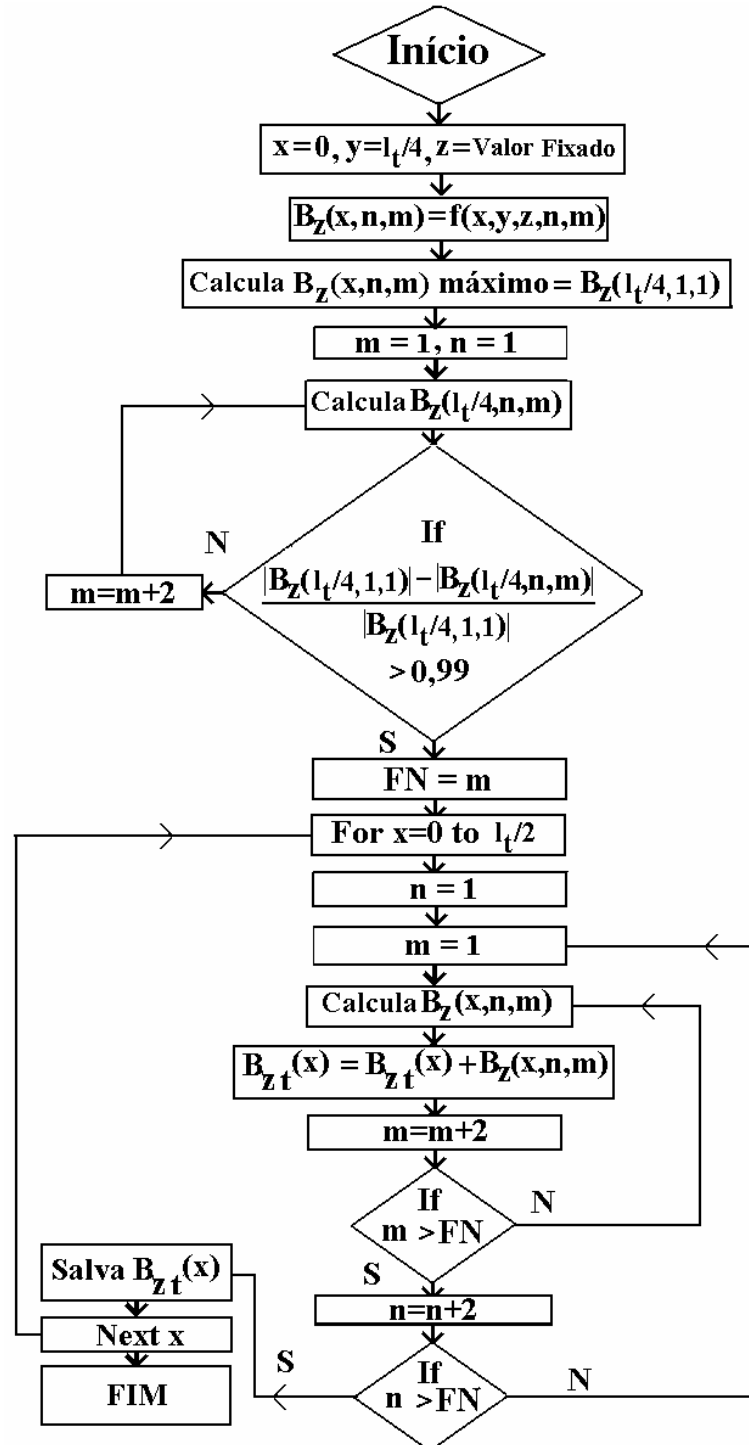 Início
x=0, y=lt/4, z=Valor Fixado
Bz(x,n,m)=f(x,y,z,n,m)
Calcula Bz(x,n,m) máximo = Bz(lt/4,1,1)
m = 1, n = 1
Calcula Bz(lt/4,n,m)
If
|Bz(lt/4,1,1)|−|Bz(lt/4,n,m)|
|Bz(lt/4,1,1)|
>0,99
N
m=m+2
S
FN = m
For x=0 to lt/2
n = 1
m = 1
Calcula Bz(x,n,m)
Bzt(x) = Bzt(x)+Bz(x,n,m)
m=m+2
If
m >FN
N
S
n=n+2
If
n >FN
N
S
Salva Bzt(x)
Next x
FIM